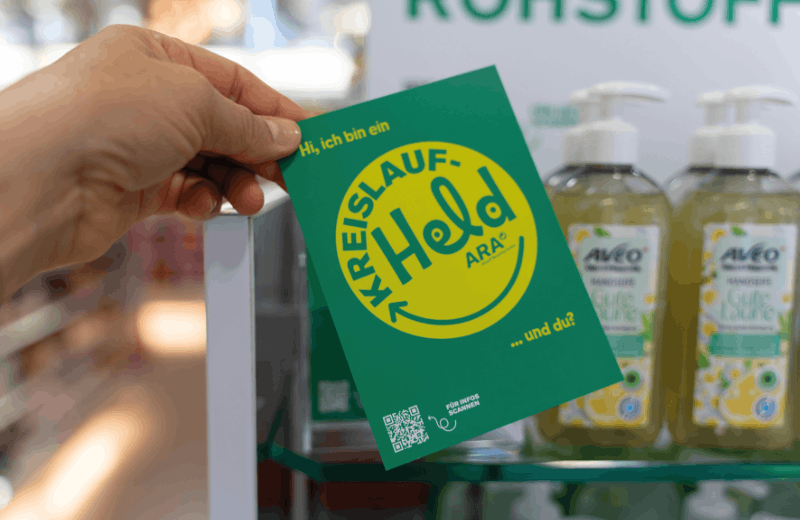 ROHSTOFF
Hi, ich bin ein
KREISLAUF-
Held
ARA
... und du?
FÜR INFOS
SCANNEN
AVEO
Gute
Laune
AVEO
Gute
Laune